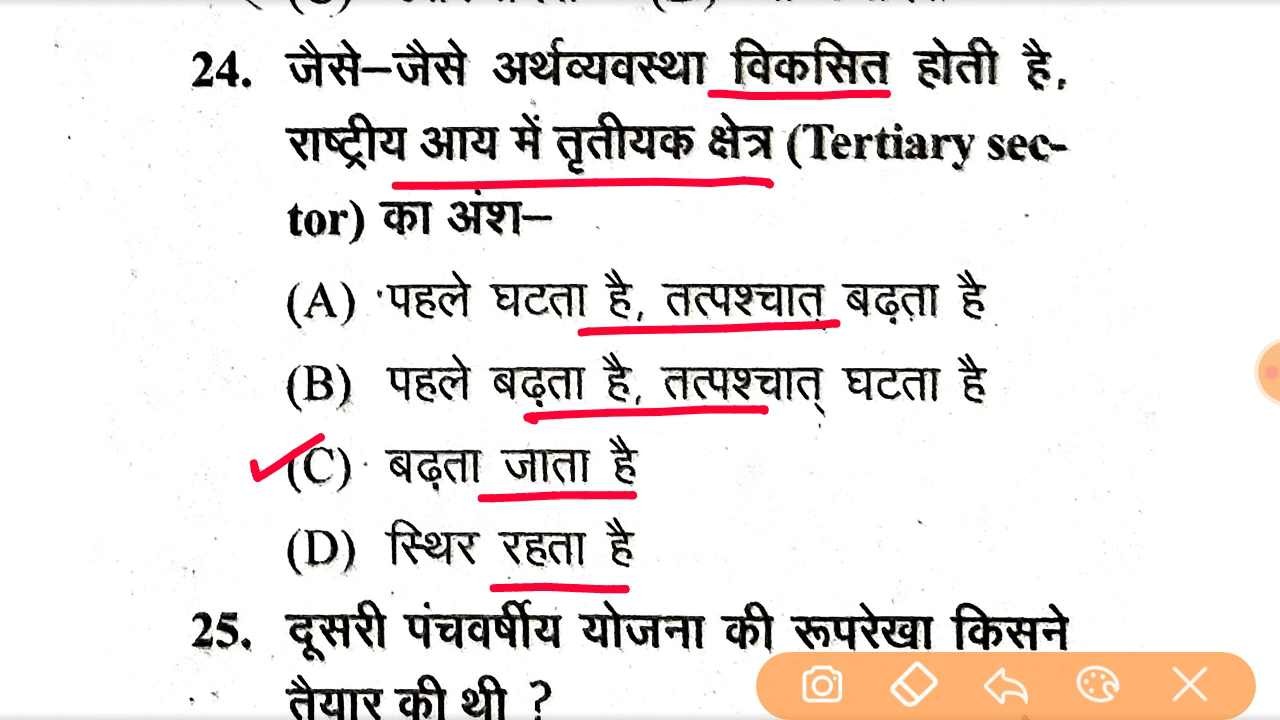 24. जैसे–जैसे अर्थव्यवस्था विकसित होती है,
राष्ट्रीय आय में तृतीयक क्षेत्र (Tertiary sec-
tor) का अंश–
(A) पहले घटता है, तत्पश्चात् बढ़ता है
(B) पहले बढ़ता है, तत्पश्चात् घटता है
(C) बढ़ता जाता है
(D) स्थिर रहता है
25. दूसरी पंचवर्षीय योजना की रूपरेखा किसने
तैयार की थी ?